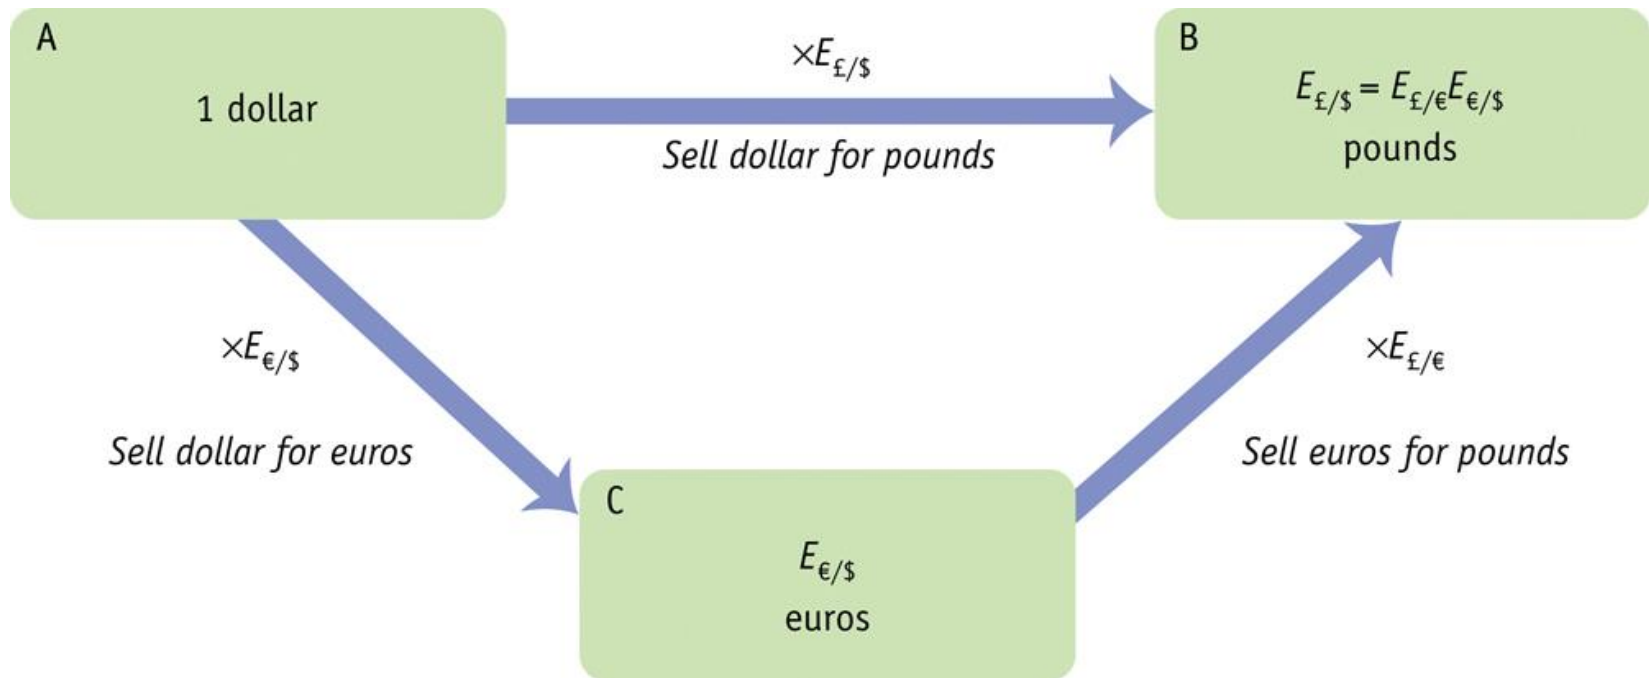 A
1 dollar
×E£/$
Sell dollar for pounds
B
E£/$ = E£/€E€/$
pounds
×E€/$
Sell dollar for euros
×E£/€
Sell euros for pounds
C
E€/$
euros